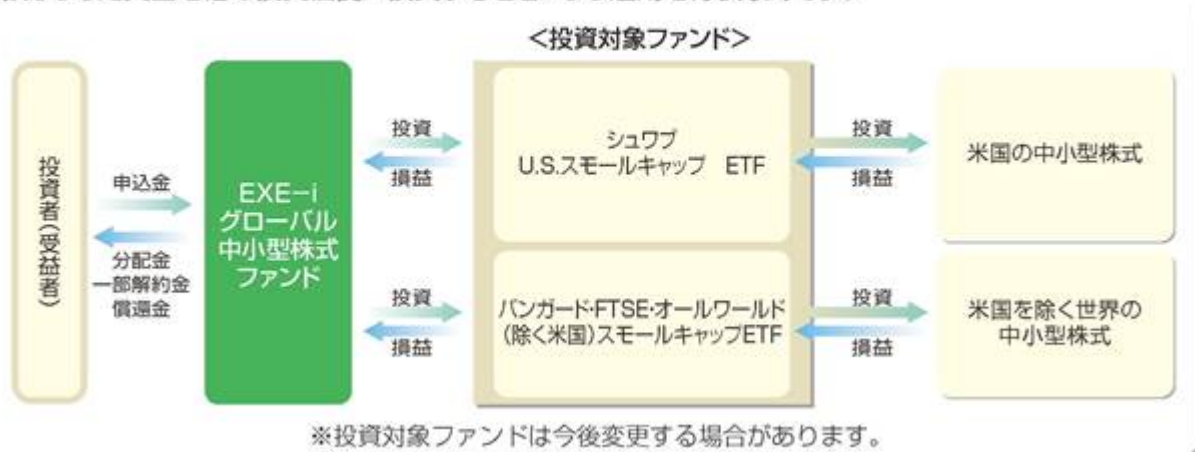 <投資対象ファンド>
投資者(受益者)
申込金
分配金
一部解約金
償還金
EXE-i
グローバル
中小型株式
ファンド
投資
損益
シュワブ
U.S.スモールキャップ ETF
投資
損益
米国の中小型株式
投資
損益
バンガード・FTSE・オールワールド
(除く米国)スモールキャップETF
投資
損益
米国を除く世界の
中小型株式
※投資対象ファンドは今後変更する場合があります。